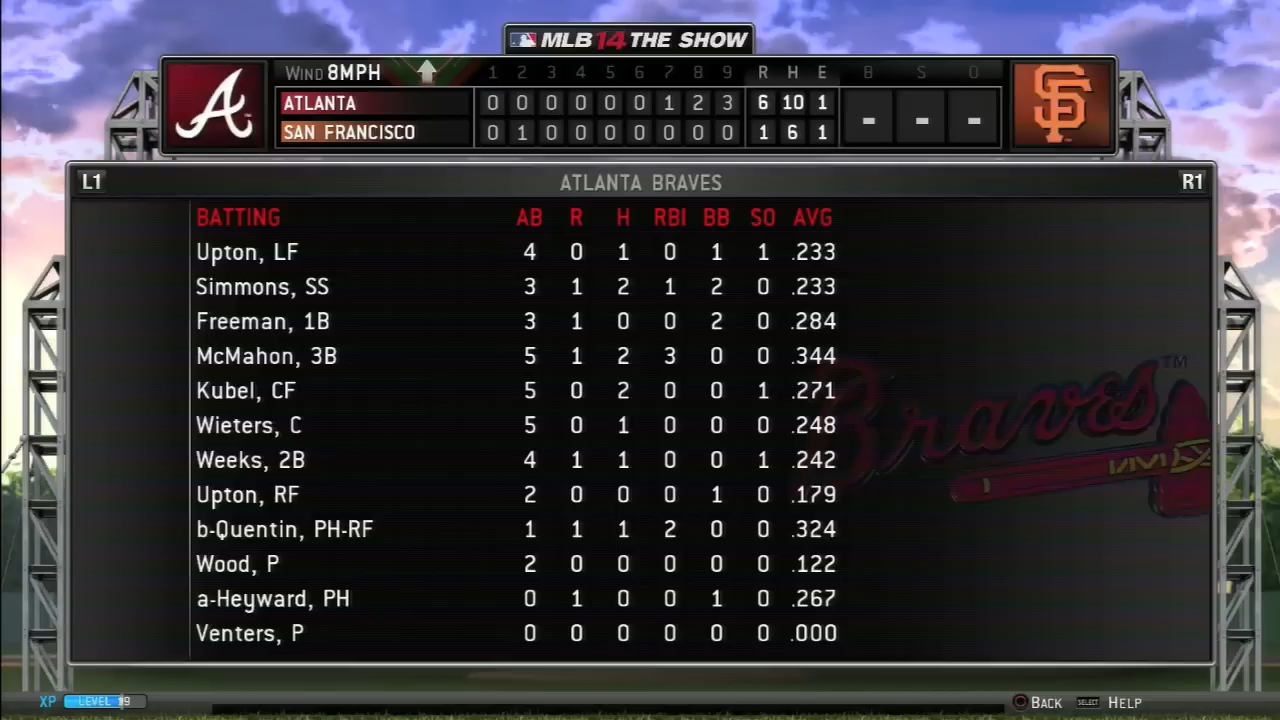 MLB 14 THE SHOW
WIND 8MPH 1 2 3 4 5 6 7 8 9 R H E B S O
ATLANTA 0 0 0 0 0 0 1 2 3 6 10 1 - - -
SAN FRANCISCO 0 1 0 0 0 0 0 0 0 1 6 1
A
SF
L1 ATLANTA BRAVES R1
BATTING AB R H RBI BB SO AVG
Upton, LF 4 0 1 0 1 1 .233
Simmons, SS 3 1 2 1 2 0 .233
Freeman, 1B 3 1 0 0 2 0 .284
McMahon, 3B 5 1 2 3 0 0 .344
Kubel, CF 5 0 2 0 0 1 .271
Wieters, C 5 0 1 0 0 0 .248
Weeks, 2B 4 1 1 0 0 1 .242
Upton, RF 2 0 0 0 1 0 .179
b-Quentin, PH-RF 1 1 1 2 0 0 .324
Wood, P 2 0 0 0 0 0 .122
a-Heyward, PH 0 1 0 0 1 0 .267
Venters, P 0 0 0 0 0 0 .000
Braves TM
XP LEVEL 19 BACK SELECT HELP